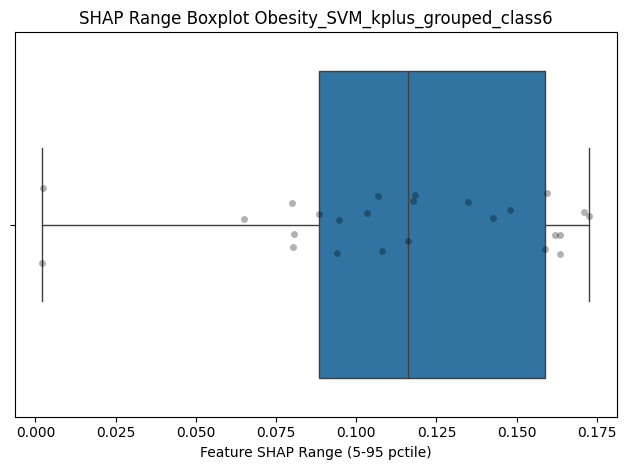 SHAP Range Boxplot Obesity_SVM_kplus_grouped_class6
0.000 0.025 0.050 0.075 0.100 0.125 0.150 0.175
Feature SHAP Range (5-95 pctile)